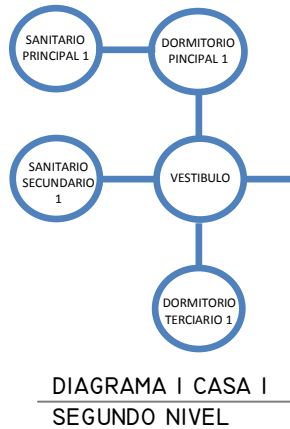 SANITARIO
PRINCIPAL 1
DORMITORIO
PINCIPAL 1
SANITARIO
SECUNDARIO
1
VESTIBULO
DORMITORIO
TERCIARIO 1
DIAGRAMA I CASA I
SEGUNDO NIVEL